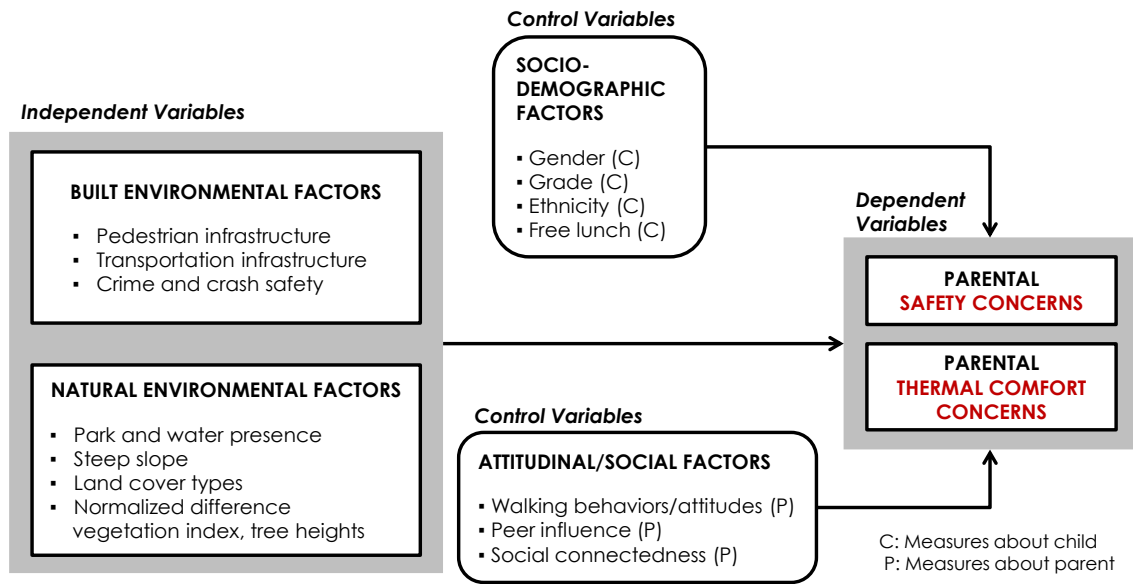 Control Variables
SOCIO-
DEMOGRAPHIC
FACTORS
▪ Gender (C)
▪ Grade (C)
▪ Ethnicity (C)
▪ Free lunch (C)
Independent Variables
BUILT ENVIRONMENTAL FACTORS
▪ Pedestrian infrastructure
▪ Transportation infrastructure
▪ Crime and crash safety
NATURAL ENVIRONMENTAL FACTORS
▪ Park and water presence
▪ Steep slope
▪ Land cover types
▪ Normalized difference
vegetation index, tree heights
Control Variables
ATTITUDINAL/SOCIAL FACTORS
▪ Walking behaviors/attitudes (P)
▪ Peer influence (P)
▪ Social connectedness (P)
Dependent
Variables
PARENTAL
SAFETY CONCERNS
PARENTAL
THERMAL COMFORT
CONCERNS
C: Measures about child
P: Measures about parent